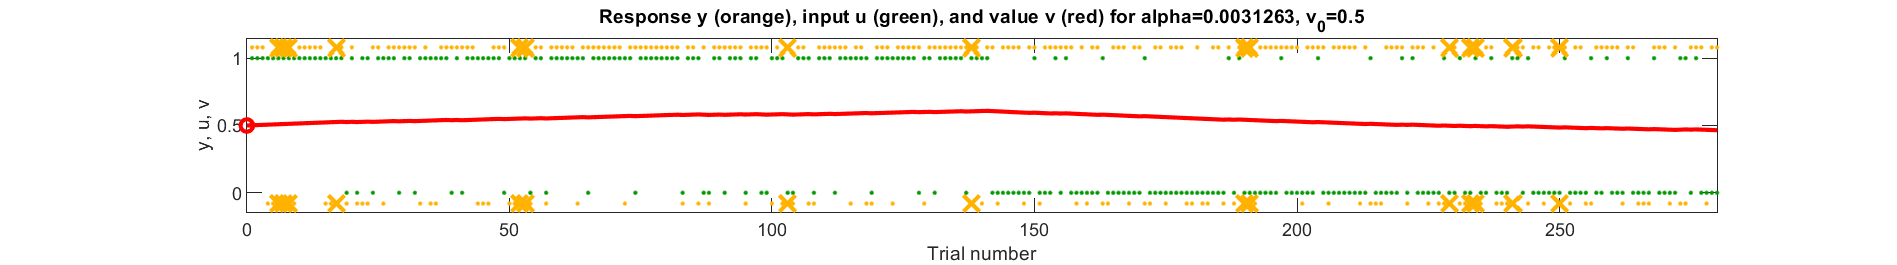 Response y (orange), input u (green), and value v (red) for alpha=0.0031263, v0=0.5
y, u, v
1
0.5
0
0 50 100 150 200 250
Trial number